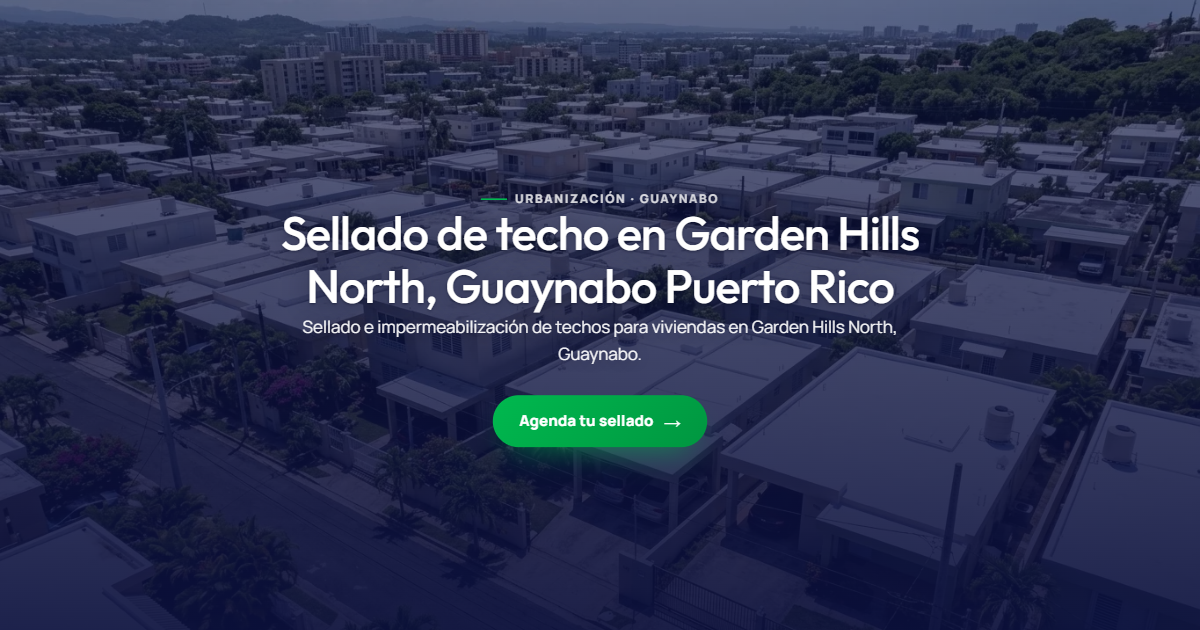 URBANIZACIÓN · GUAYNABO
Sellado de techo en Garden Hills
North, Guaynabo Puerto Rico
Sellado e impermeabilización de techos para viviendas en Garden Hills North,
Guaynabo.
Agenda tu sellado →